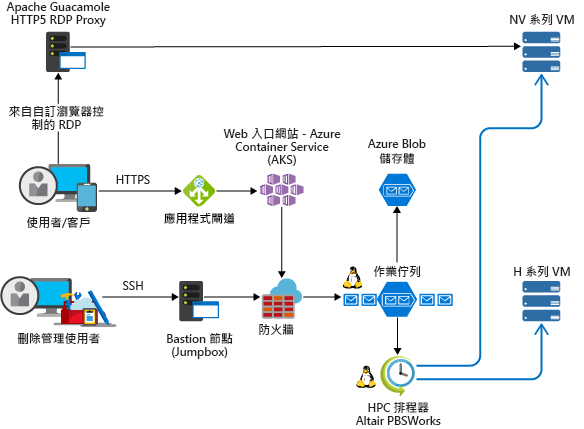 Apache Guacamole
HTTP5 RDP Proxy
NV 系列 VM
來自自訂瀏覽器控
制的 RDP
Web 入口網站 - Azure
Container Service
(AKS)
Azure Blob
儲存體
HTTPS
使用者/客戶
應用程式閘道
作業佇列
H 系列 VM
SSH
刪除管理使用者
Bastion 節點
(Jumpbox)
防火牆
HPC 排程器
Altair PBSWorks